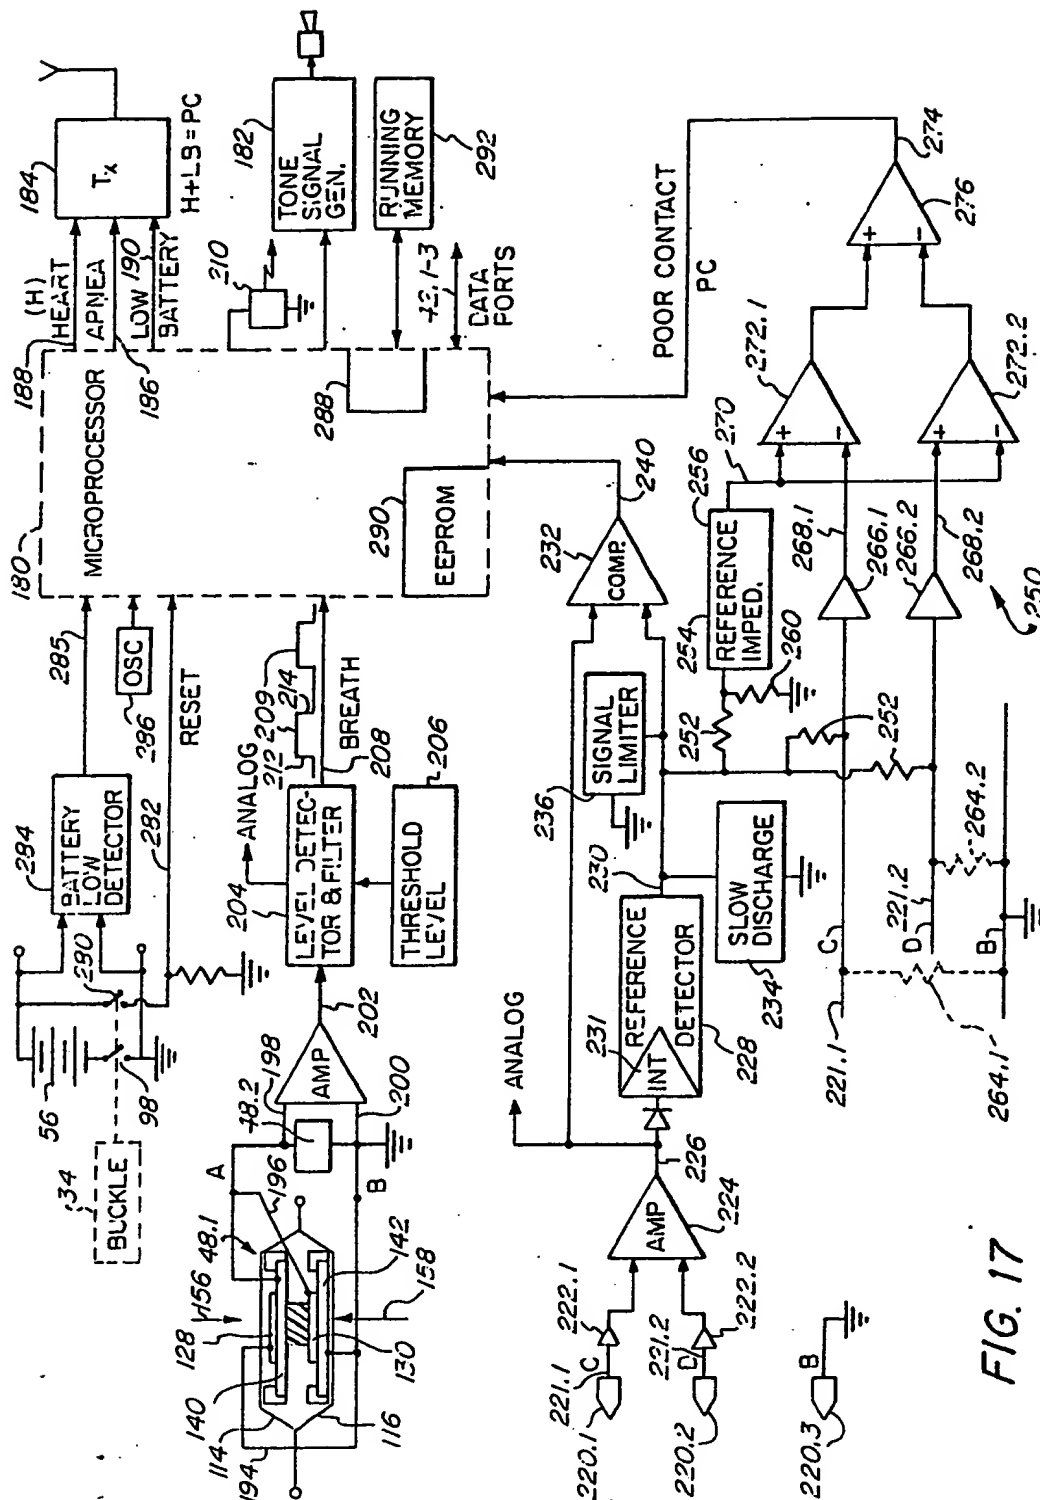 184
Tx
H+LB = PC
188
(H)
HEART
APNEA
186
LOW 190
BATTERY
182
TONE
SIGNAL
GEN.
210
RUNNING
MEMORY
292
42.1-3
DATA
PORTS
180
MICROPROCESSOR
288
290
EEPROM
285
OSC
286
RESET
282
284
BATTERY
LOW
DETECTOR
280
56
98
34
BUCKLE
ANALOG
204
LEVEL DETEC-
TOR & FILTER
THRESHOLD
LEVEL
206
212
209
214
BREATH
208
202
AMP
198
48.2
200
A
B
196
48.1
156
128
140
114
194
116
130
142
158
POOR CONTACT
PC
274
276
272.1
272.2
+
-
+
-
+
-
270
256
254
REFERENCE
IMPED.
260
252
252
252
268.1
266.1
266.2
268.2
250
240
232
COMP.
SIGNAL
LIMITER
236
230
REFERENCE
DETECTOR
231
INT
228
SLOW
DISCHARGE
234
ANALOG
226
AMP
224
222.1
222.2
221.1
C
221.2
D
220.1
220.2
220.3
B
221.1
C
221.2
D
B
264.1
264.2
FIG. 17